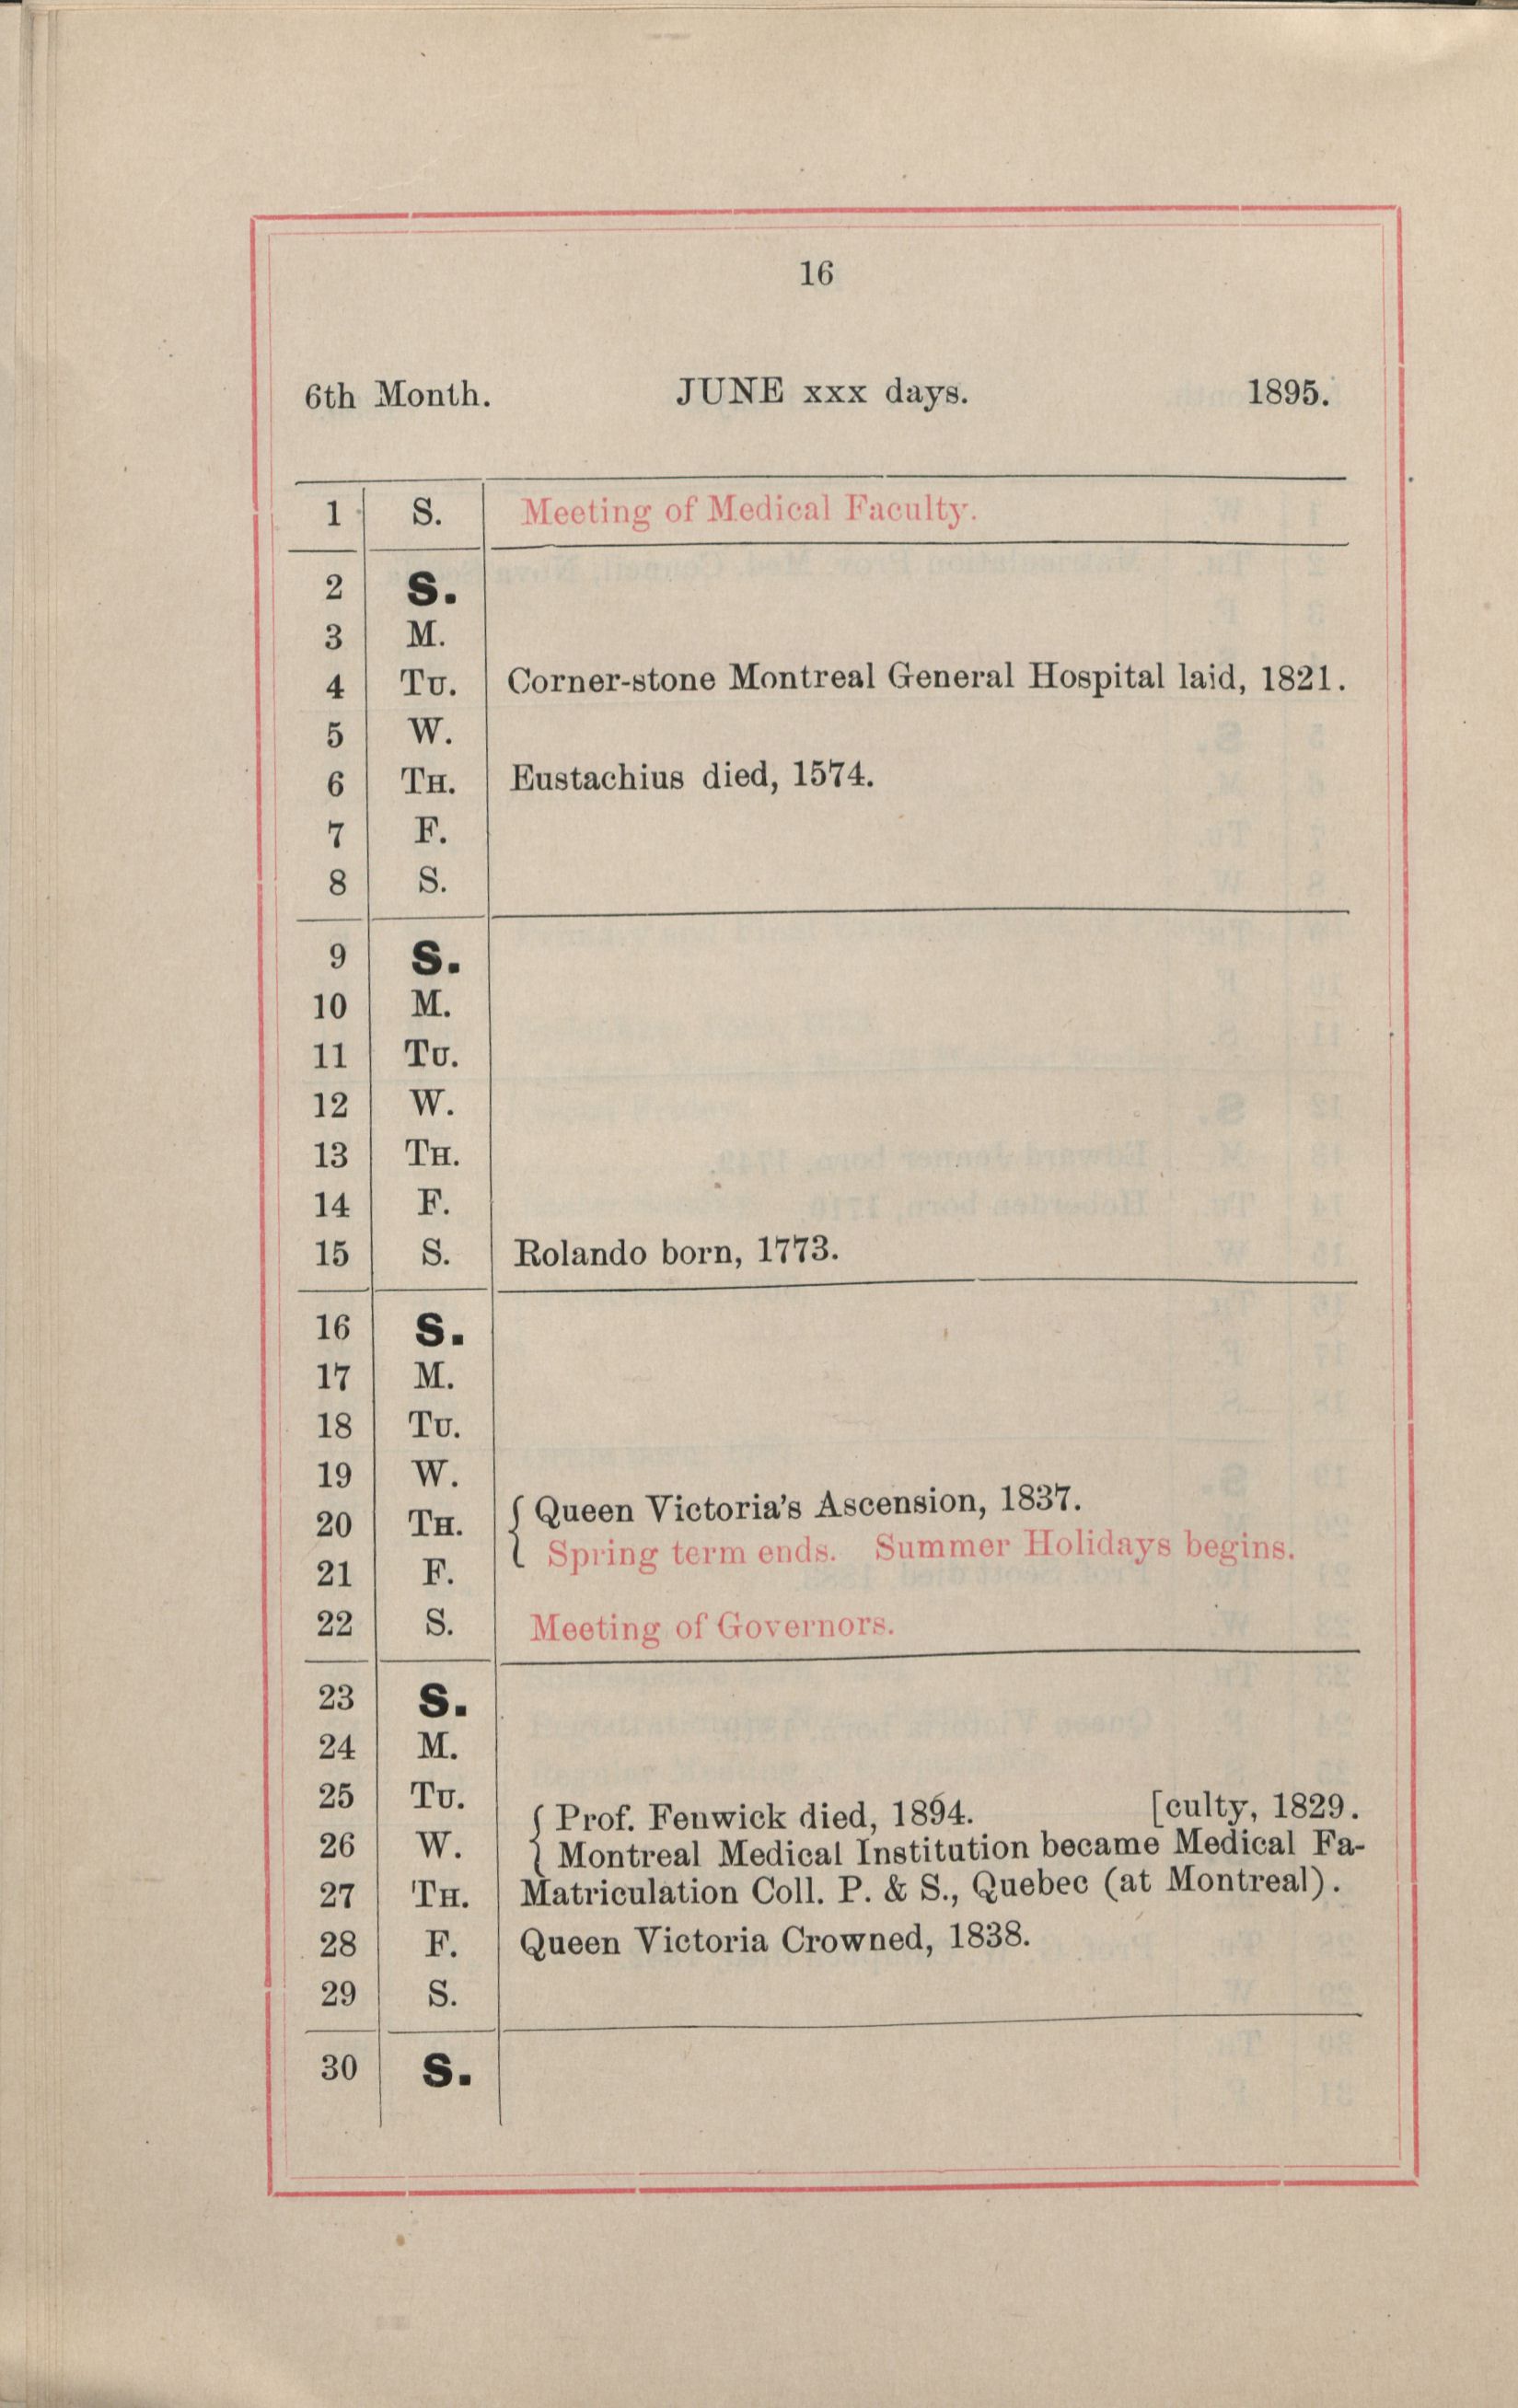 16
6th Month. JUNE xxx days. 1895.
1 S. Meeting of Medical Faculty.
2 S.
3 M.
4 TU. Corner-stone Montreal General Hospital laid, 1821.
5 W.
6 TH. Eustachius died, 1574.
7 F.
8 S.
9 S.
10 M.
11 TU.
12 W.
13 TH.
14 F.
15 S. Rolando born, 1773.
16 S.
17 M.
18 TU.
19 W.
20 TH. { Queen Victoria's Ascension, 1837.
Spring term ends. Summer Holidays begins.
21 F.
22 S. Meeting of Governors.
23 S.
24 M.
25 TU.
{ Prof. Fenwick died, 1894. [culty, 1829.
26 W. Montreal Medical Institution became Medical Fa-
27 TH. Matriculation Coll. P. & S., Quebec (at Montreal).
28 F. Queen Victoria Crowned, 1838.
29 S.
30 S.